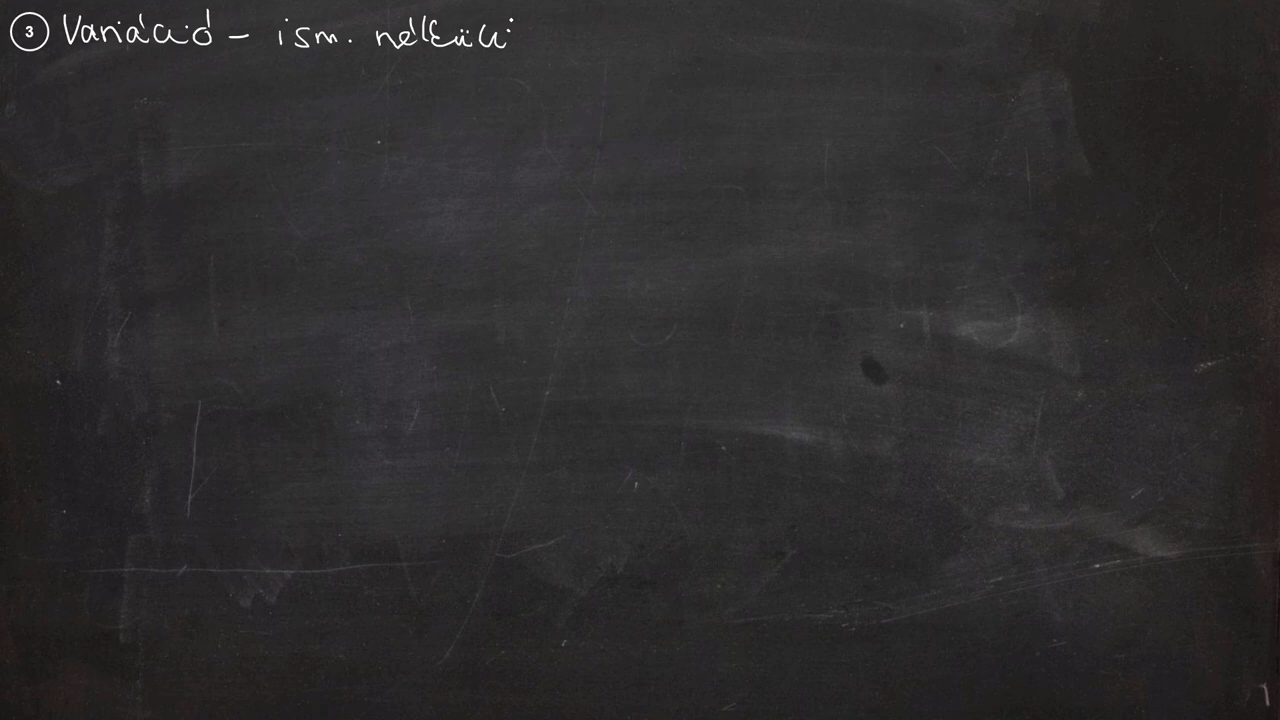 ③ Variáció – ism. nélküli